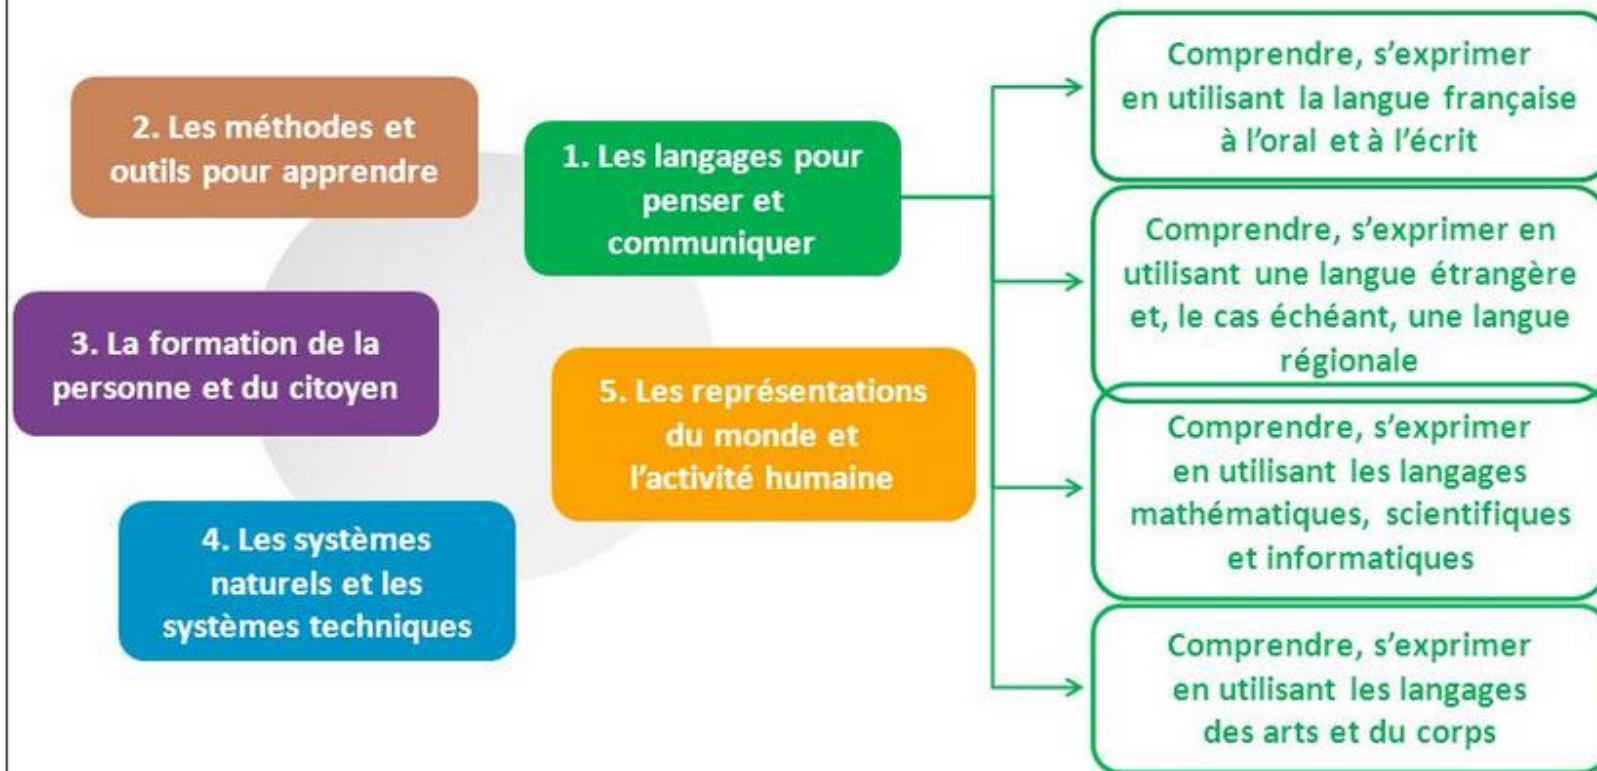 2. Les méthodes et
outils pour apprendre
1. Les langages pour
penser et
communiquer
3. La formation de la
personne et du citoyen
5. Les représentations
du monde et
l'activité humaine
4. Les systèmes
naturels et les
systèmes techniques
Comprendre, s'exprimer
en utilisant la langue française
à l'oral et à l'écrit
Comprendre, s'exprimer en
utilisant une langue étrangère
et, le cas échéant, une langue
régionale
Comprendre, s'exprimer
en utilisant les langages
mathématiques, scientifiques
et informatiques
Comprendre, s'exprimer
en utilisant les langages
des arts et du corps